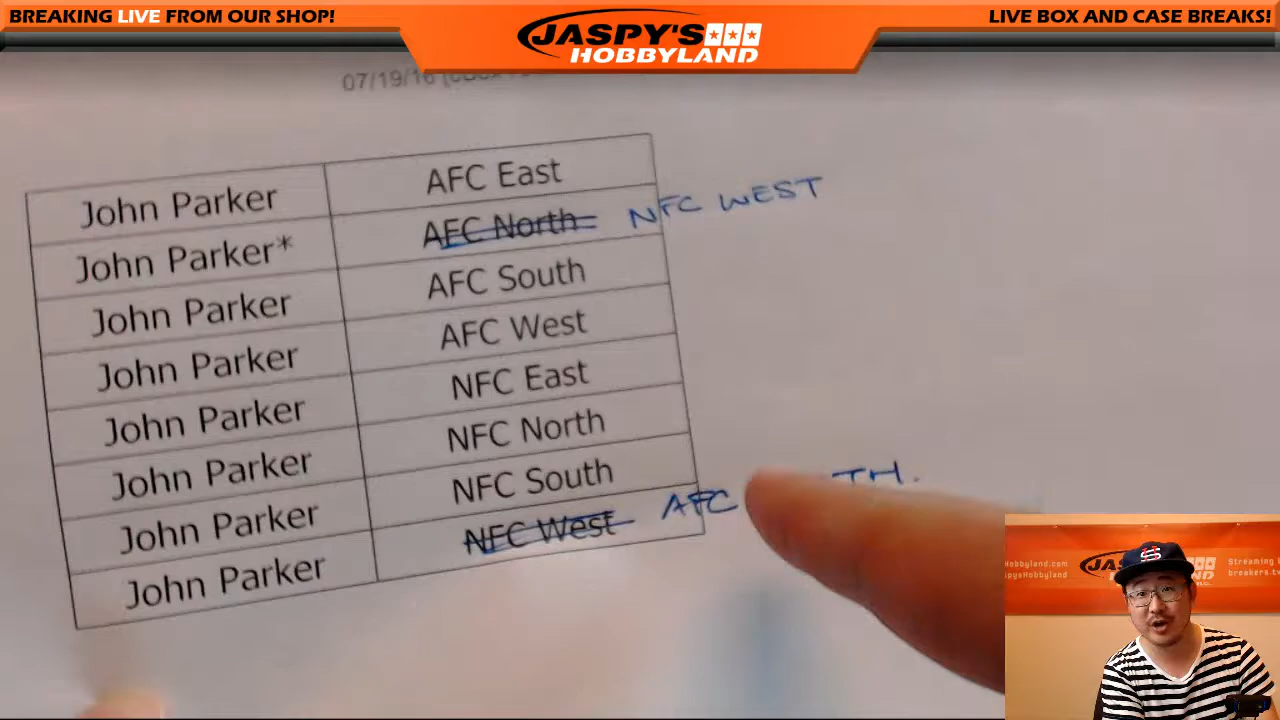 BREAKING LIVE FROM OUR SHOP!
JASPY'S
HOBBYLAND
LIVE BOX AND CASE BREAKS!
07/19/16
John Parker AFC East
John Parker* AFC North NFC WEST
John Parker AFC South
John Parker AFC West
John Parker NFC East
John Parker NFC North
John Parker NFC South
John Parker NFC West AFC
Streaming